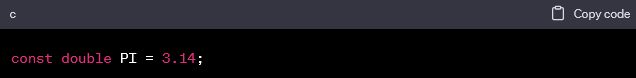 c Copy code
const double PI = 3.14;